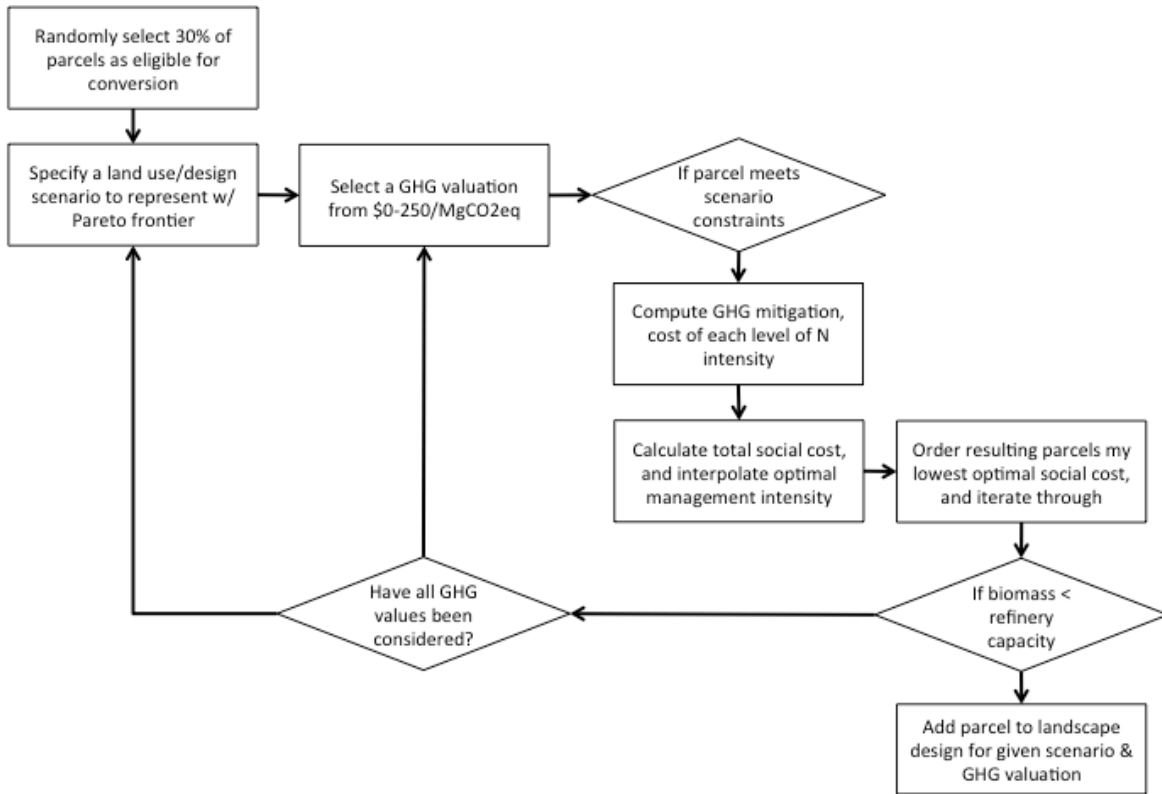 Randomly select 30% of
parcels as eligible for
conversion
Specify a land use/design
scenario to represent w/
Pareto frontier
Select a GHG valuation
from $0-250/MgCO2eq
If parcel meets
scenario
constraints
Compute GHG mitigation,
cost of each level of N
intensity
Calculate total social cost,
and interpolate optimal
management intensity
Order resulting parcels my
lowest optimal social cost,
and iterate through
Have all GHG
values been
considered?
If biomass <
refinery
capacity
Add parcel to landscape
design for given scenario &
GHG valuation